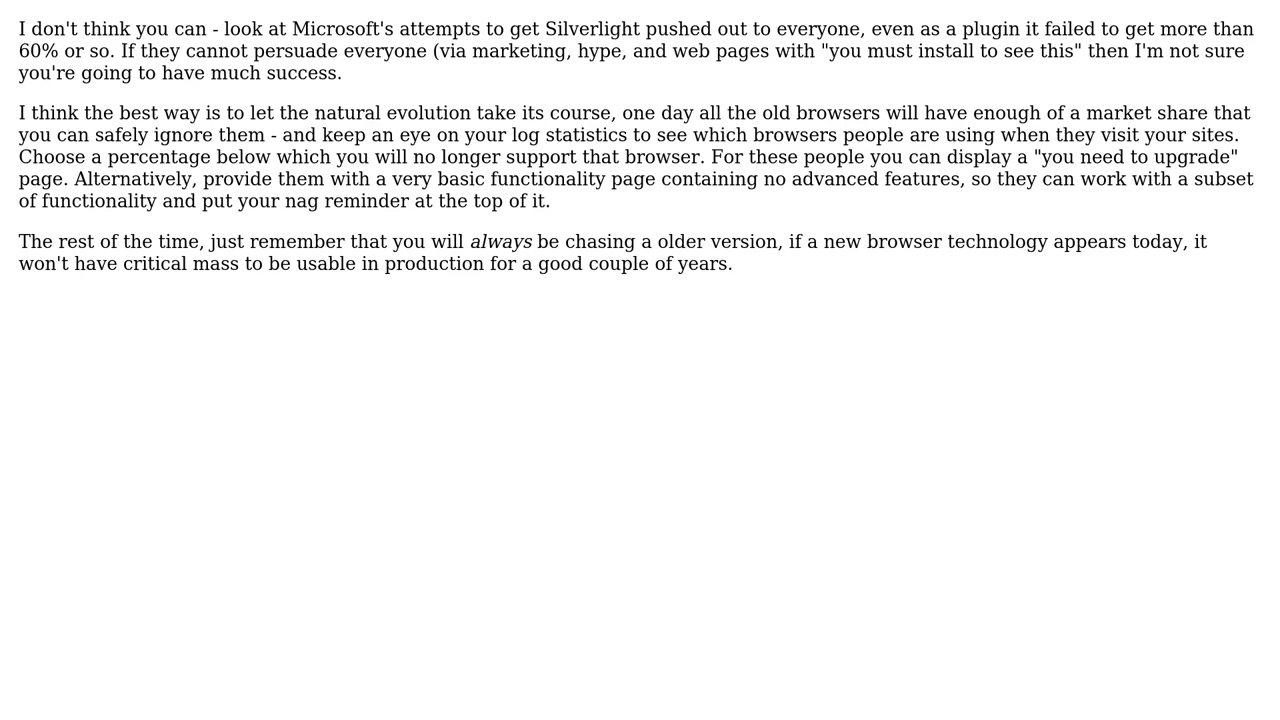 I don't think you can - look at Microsoft's attempts to get Silverlight pushed out to everyone, even as a plugin it failed to get more than
60% or so. If they cannot persuade everyone (via marketing, hype, and web pages with "you must install to see this" then I'm not sure
you're going to have much success.
I think the best way is to let the natural evolution take its course, one day all the old browsers will have enough of a market share that
you can safely ignore them - and keep an eye on your log statistics to see which browsers people are using when they visit your sites.
Choose a percentage below which you will no longer support that browser. For these people you can display a "you need to upgrade"
page. Alternatively, provide them with a very basic functionality page containing no advanced features, so they can work with a subset
of functionality and put your nag reminder at the top of it.
The rest of the time, just remember that you will always be chasing a older version, if a new browser technology appears today, it
won't have critical mass to be usable in production for a good couple of years.